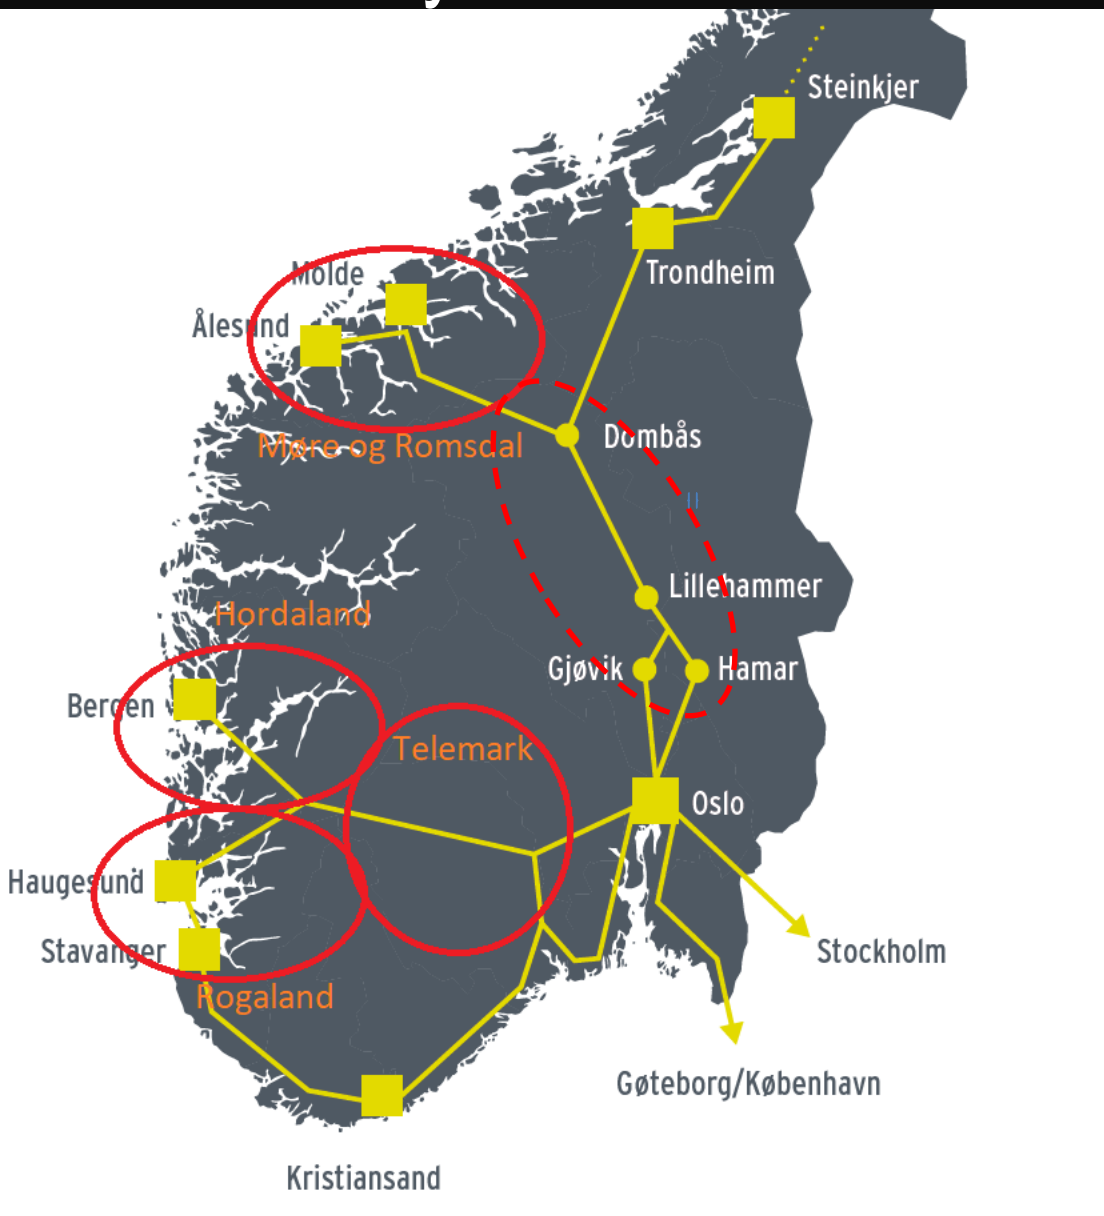 Steinkjer
Trondheim
Molde
Ålesund
Møre og Romsdal
Dombås
Lillehammer
Hordaland
Gjøvik
Hamar
Bergen
Telemark
Oslo
Haugesund
Stavanger
Stockholm
Rogaland
Gøteborg/København
Kristiansand